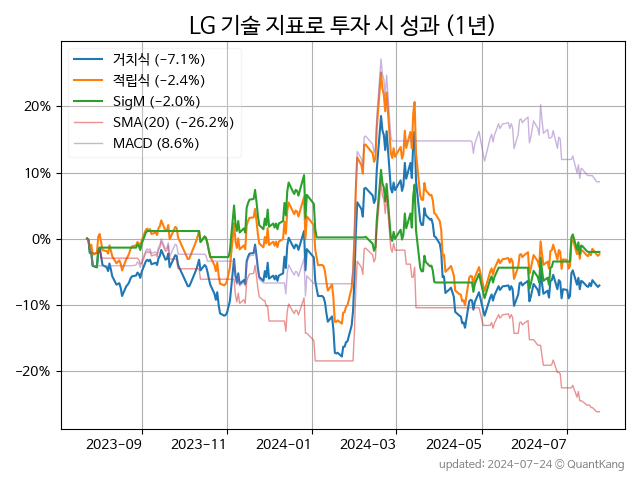 LG 기술 지표로 투자 시 성과 (1년)
거치식 (−7.1%)
적립식 (−2.4%)
SigM (−2.0%)
SMA(20) (−26.2%)
MACD (8.6%)
20%
10%
0%
−10%
−20%
2023−09 2023−11 2024−01 2024−03 2024−05 2024−07
updated: 2024−07−24 © QuantKang